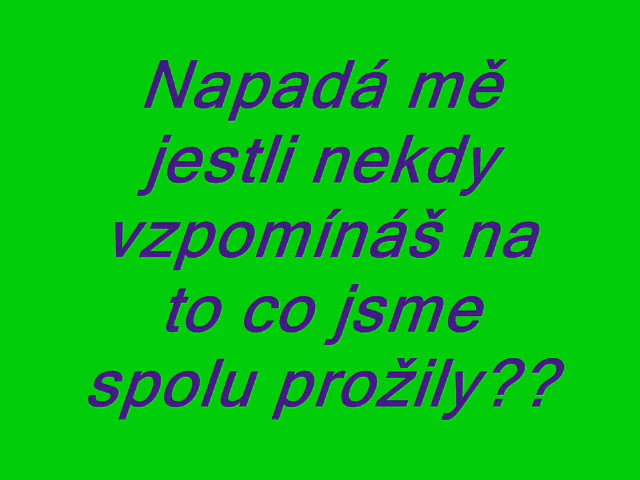 Napadá mě
jestli nekdy
vzpomínáš na
to co jsme
spolu prožily??